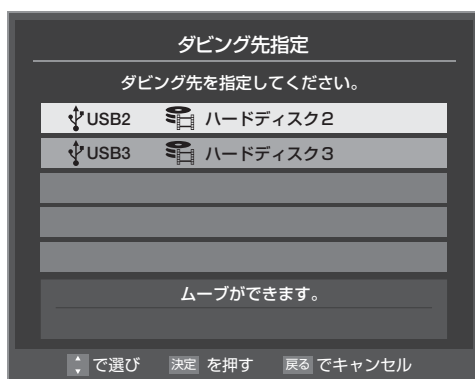 ダビング先指定
ダビング先を指定してください。
USB2 ハードディスク2
USB3 ハードディスク3
ムーブができます。
で選び 決定 を押す 戻る でキャンセル